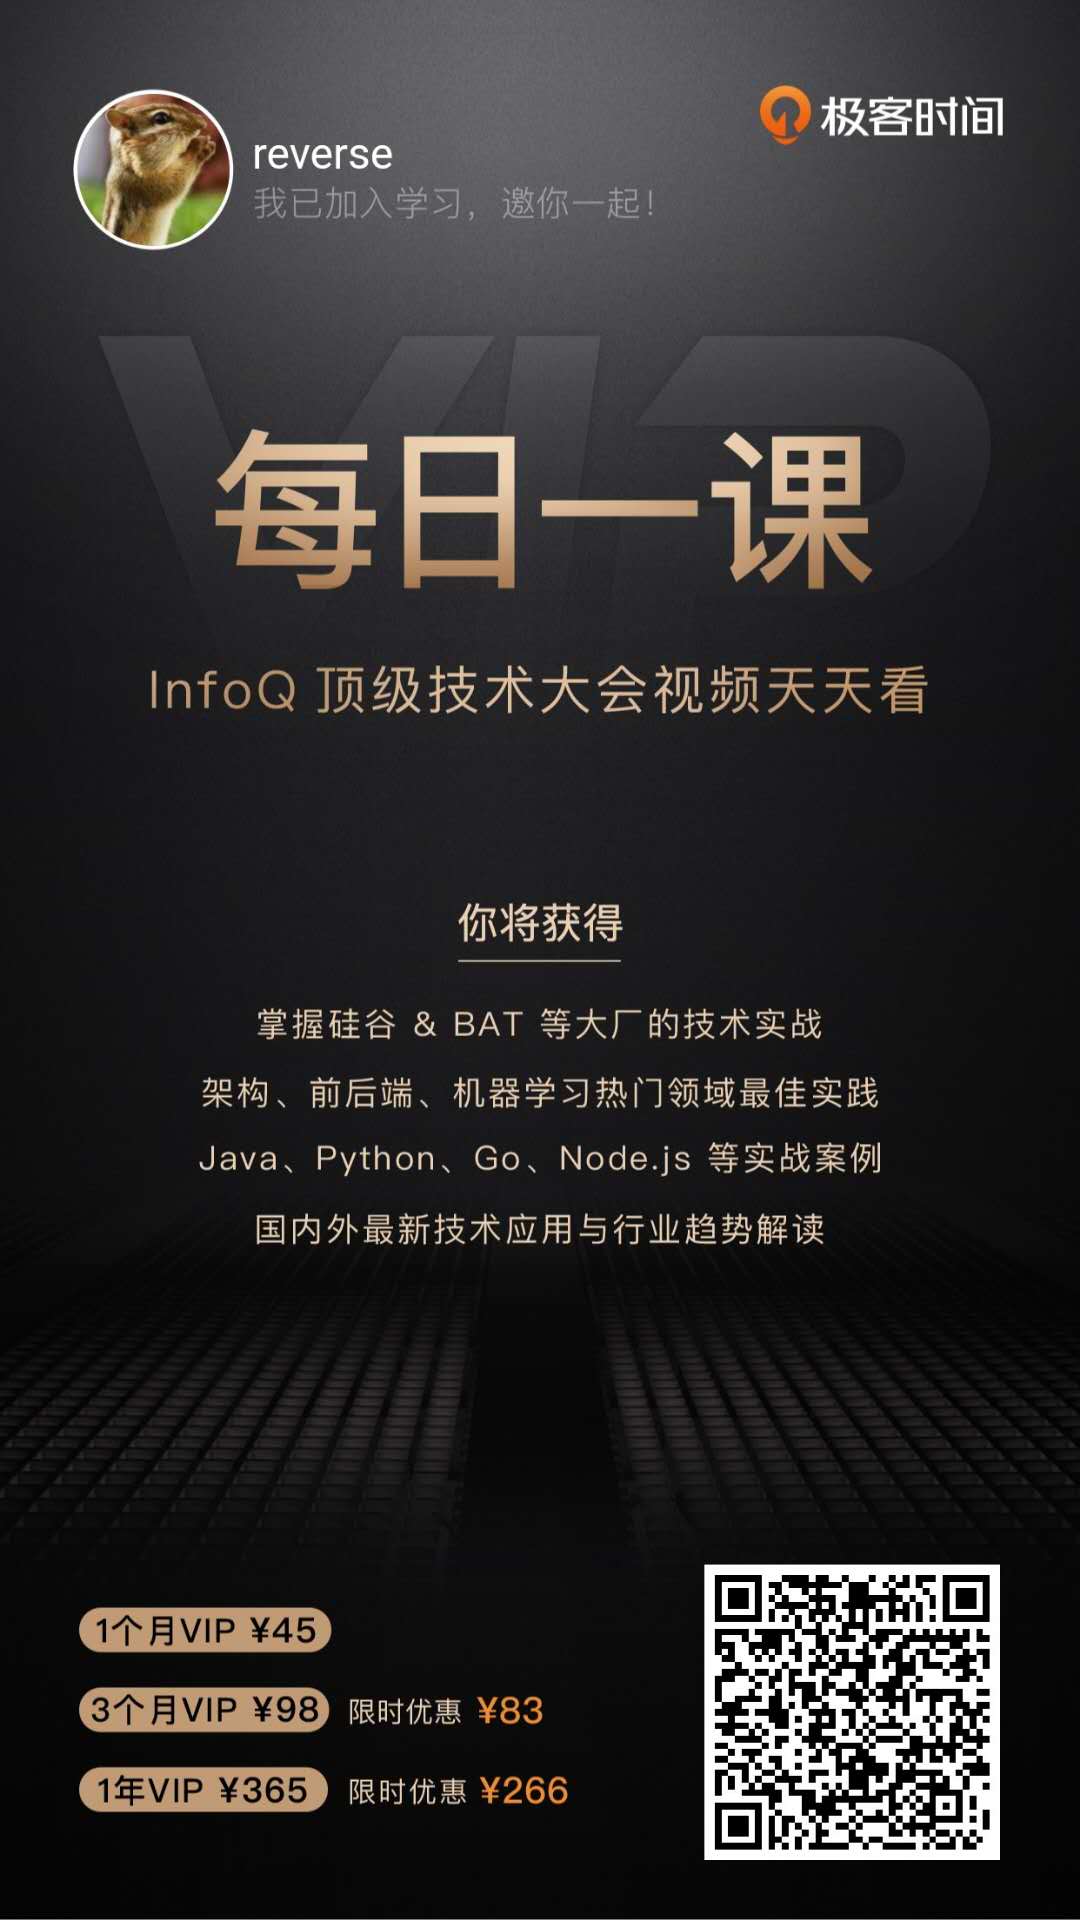 极客时间
reverse
我已加入学习，邀你一起！
VIP
每日一课
InfoQ 顶级技术大会视频天天看
你将获得
掌握硅谷 & BAT 等大厂的技术实战
架构、前后端、机器学习热门领域最佳实践
Java、Python、Go、Node.js 等实战案例
国内外最新技术应用与行业趋势解读
1个月VIP ¥45
3个月VIP ¥98 限时优惠 ¥83
1年VIP ¥365 限时优惠 ¥266